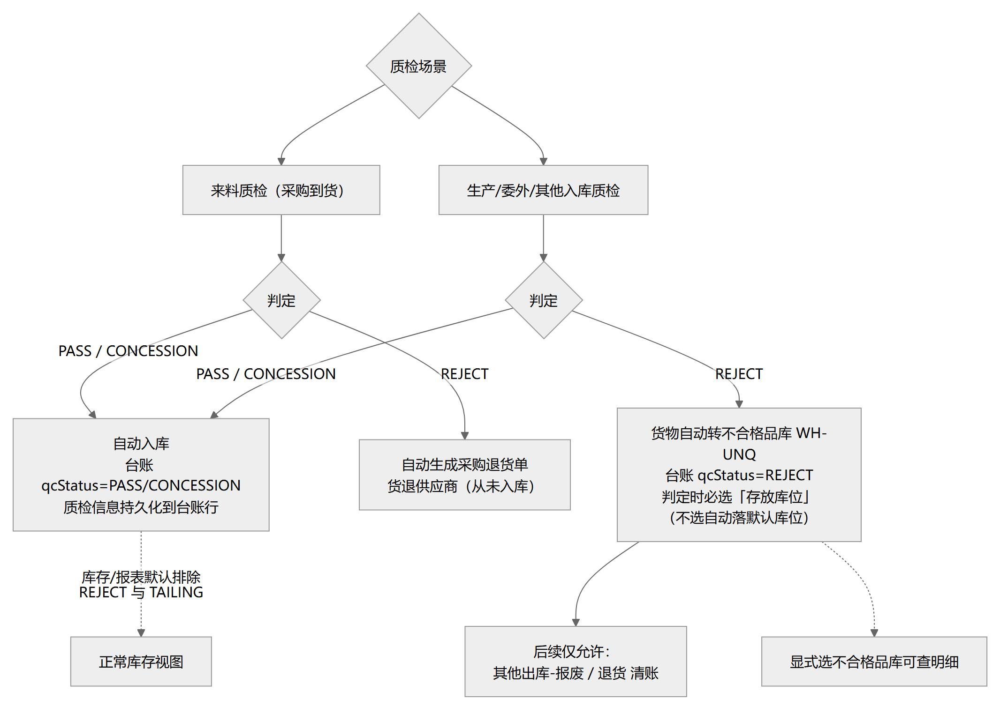 质检场景
来料质检（采购到货）
生产/委外/其他入库质检
判定
判定
PASS / CONCESSION
PASS / CONCESSION
REJECT
REJECT
自动入库
台账
qcStatus=PASS/CONCESSION
质检信息持久化到台账行
自动生成采购退货单
货退供应商（从未入库）
货物自动转不合格品库 WH-
UNQ
台账 qcStatus=REJECT
判定时必选「存放库位」
（不选自动落默认库位）
库存/报表默认排除
REJECT 与 TAILING
正常库存视图
后续仅允许：
其他出库-报废 / 退货 清账
显式选不合格品库可查明细